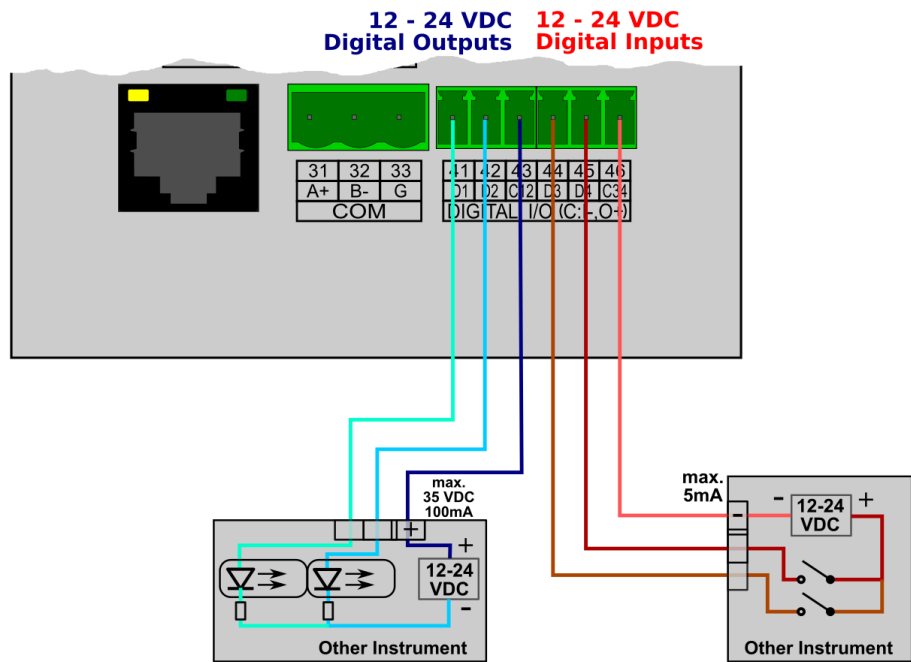 12 - 24 VDC
Digital Outputs
12 - 24 VDC
Digital Inputs
31 32 33
A+ B- G
COM
41 42 43 44 45 46
D1 D2 C12 D3 D4 C34
DIGITAL I/O (C:-,O+)
max.
35 VDC
100mA
+
+
12-24
VDC
-
Other Instrument
max.
5mA
-
-
12-24
VDC
+
Other Instrument